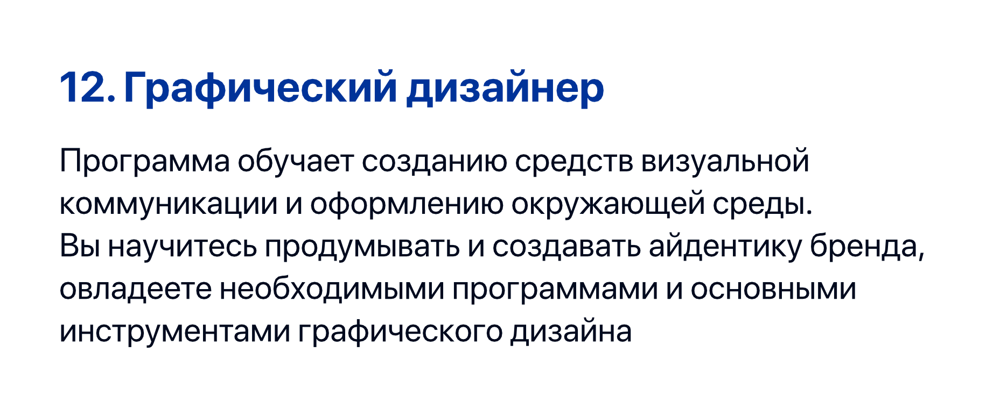 12. Графический дизайнер
Программа обучает созданию средств визуальной
коммуникации и оформлению окружающей среды.
Вы научитесь продумывать и создавать айдентику бренда,
овладеете необходимыми программами и основными
инструментами графического дизайна